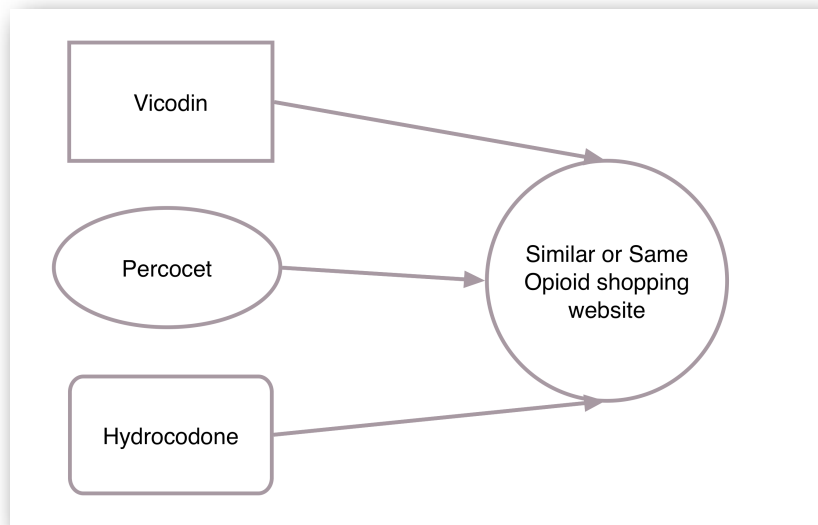 Vicodin
Percocet
Hydrocodone
Similar or Same
Opioid shopping
website